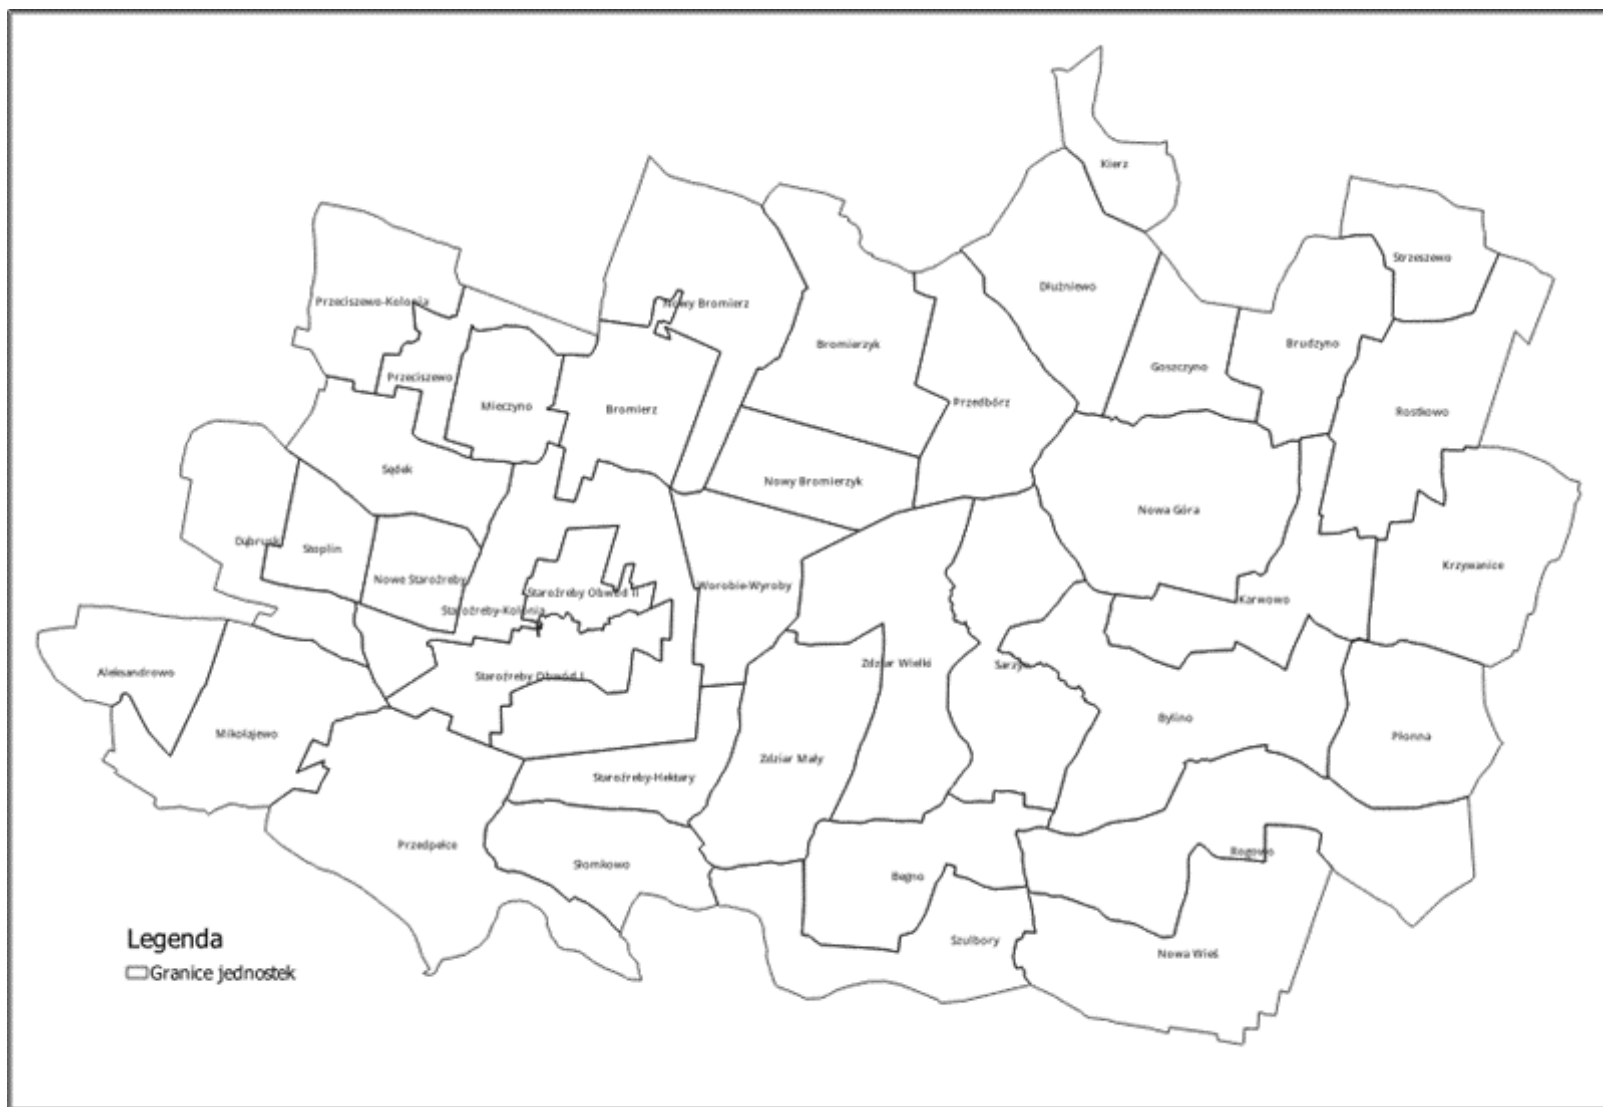 Kierz
Strzeszewo
Dłużniewo
Przeciszewo-Kolonia
Nowy Bromierz
Bromierzyk
Brudzyno
Goszczyno
Przeciszewo
Przedbórz
Mieczyno
Bromierz
Rostkowo
Sędek
Nowy Bromierzyk
Nowa Góra
Dąbrusk
Stoplin
Krzywanice
Nowe Staroźreby
Worobie-Wyroby
Staroźreby Obwód II
Karwowo
Staroźreby-Kolonia
Zdziar Wielki
Sarzyn
Aleksandrowo
Staroźreby Obwód I
Bylino
Mikołajewo
Płonna
Zdziar Mały
Staroźreby-Hektary
Przedpełce
Rogowo
Słomkowo
Bagno
Szulbory
Nowa Wieś
Legenda
Granice jednostek